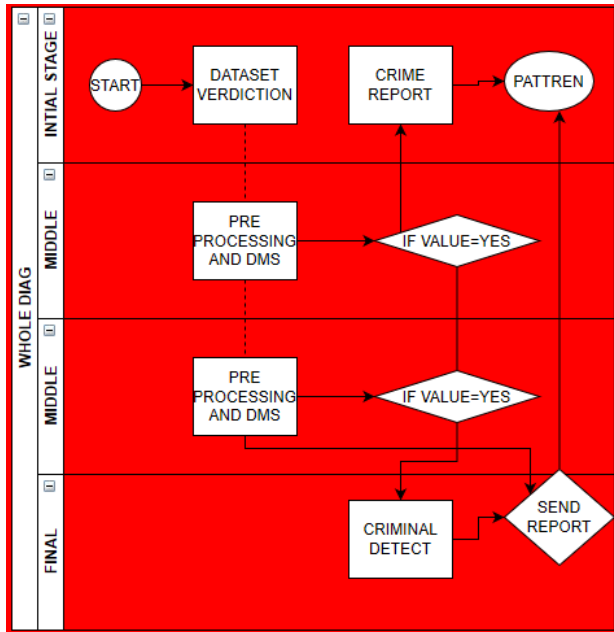 WHOLE DIAG
INTIAL STAGE
START
DATASET
VERDICTION
CRIME
REPORT
PATTREN
MIDDLE
PRE
PROCESSING
AND DMS
IF VALUE=YES
MIDDLE
PRE
PROCESSING
AND DMS
IF VALUE=YES
FINAL
CRIMINAL
DETECT
SEND
REPORT